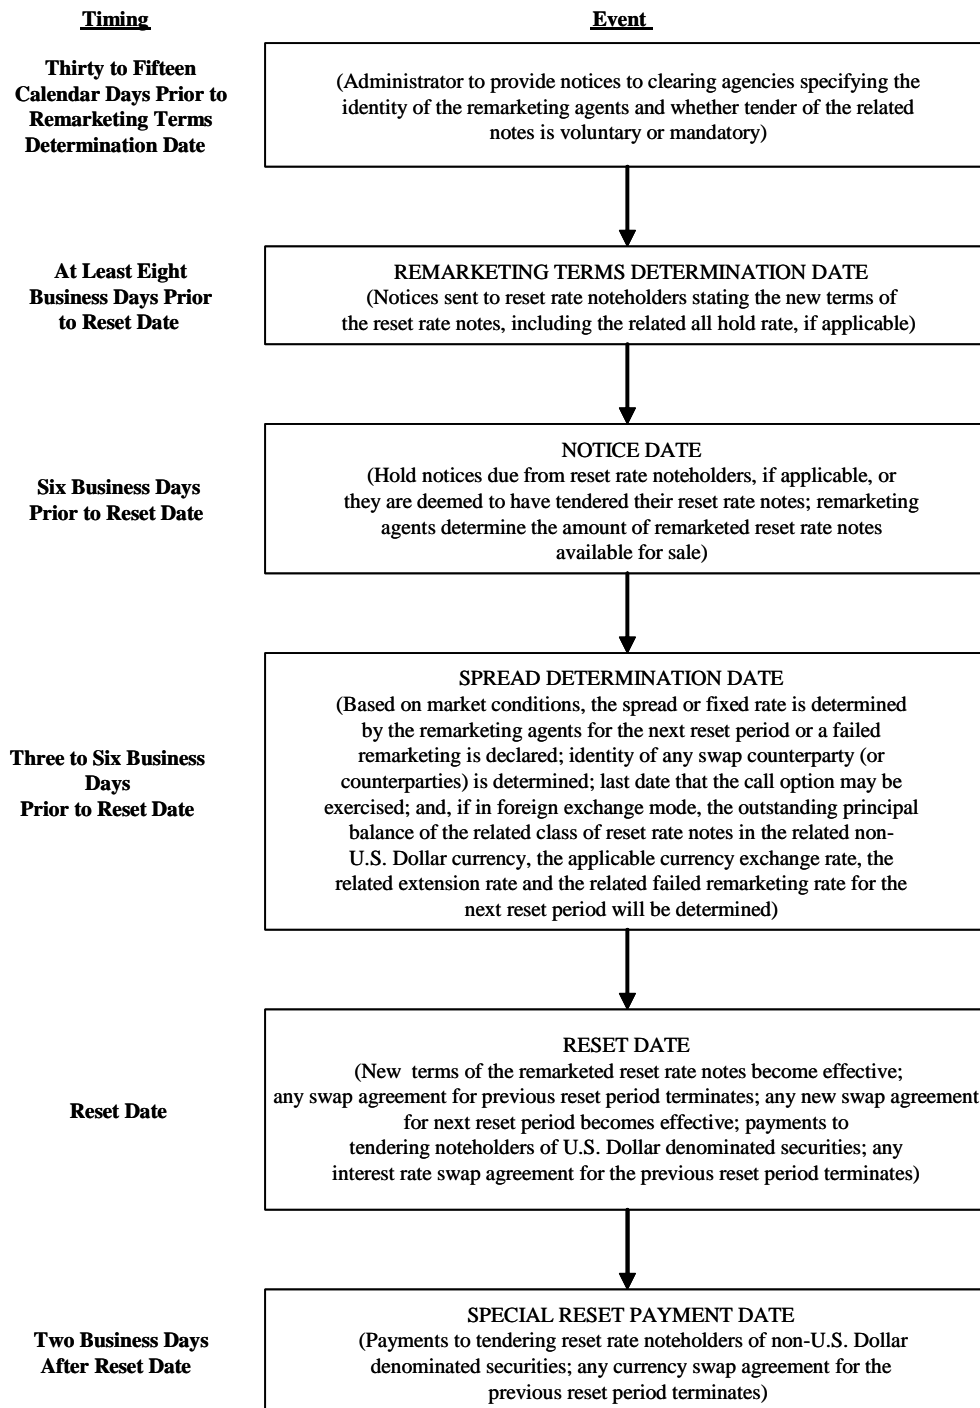 Timing
Event
Thirty to Fifteen
Calendar Days Prior to
Remarketing Terms
Determination Date
(Administrator to provide notices to clearing agencies specifying the
identity of the remarketing agents and whether tender of the related
notes is voluntary or mandatory)
At Least Eight
Business Days Prior
to Reset Date
REMARKETING TERMS DETERMINATION DATE
(Notices sent to reset rate noteholders stating the new terms of
the reset rate notes, including the related all hold rate, if applicable)
Six Business Days
Prior to Reset Date
NOTICE DATE
(Hold notices due from reset rate noteholders, if applicable, or
they are deemed to have tendered their reset rate notes; remarketing
agents determine the amount of remarketed reset rate notes
available for sale)
Three to Six Business
Days
Prior to Reset Date
SPREAD DETERMINATION DATE
(Based on market conditions, the spread or fixed rate is determined
by the remarketing agents for the next reset period or a failed
remarketing is declared; identity of any swap counterparty (or
counterparties) is determined; last date that the call option may be
exercised; and, if in foreign exchange mode, the outstanding principal
balance of the related class of reset rate notes in the related non-
U.S. Dollar currency, the applicable currency exchange rate, the
related extension rate and the related failed remarketing rate for the
next reset period will be determined)
Reset Date
RESET DATE
(New terms of the remarketed reset rate notes become effective;
any swap agreement for previous reset period terminates; any new swap agreement
for next reset period becomes effective; payments to
tendering noteholders of U.S. Dollar denominated securities; any
interest rate swap agreement for the previous reset period terminates)
Two Business Days
After Reset Date
SPECIAL RESET PAYMENT DATE
(Payments to tendering reset rate noteholders of non-U.S. Dollar
denominated securities; any currency swap agreement for the
previous reset period terminates)